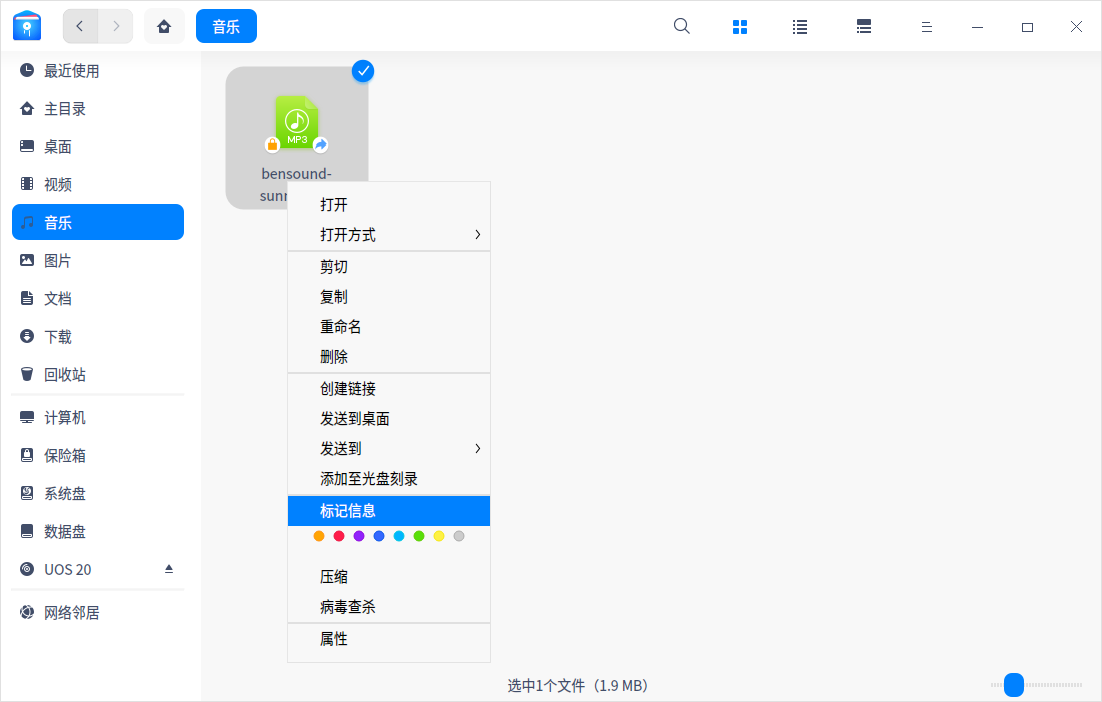 音乐
最近使用
主目录
桌面
视频
音乐
图片
文档
下载
回收站
计算机
保险箱
系统盘
数据盘
UOS 20
网络邻居
MP3
bensound-
sunn
打开
打开方式
剪切
复制
重命名
删除
创建链接
发送到桌面
发送到
添加至光盘刻录
标记信息
压缩
病毒查杀
属性
选中1个文件（1.9 MB）